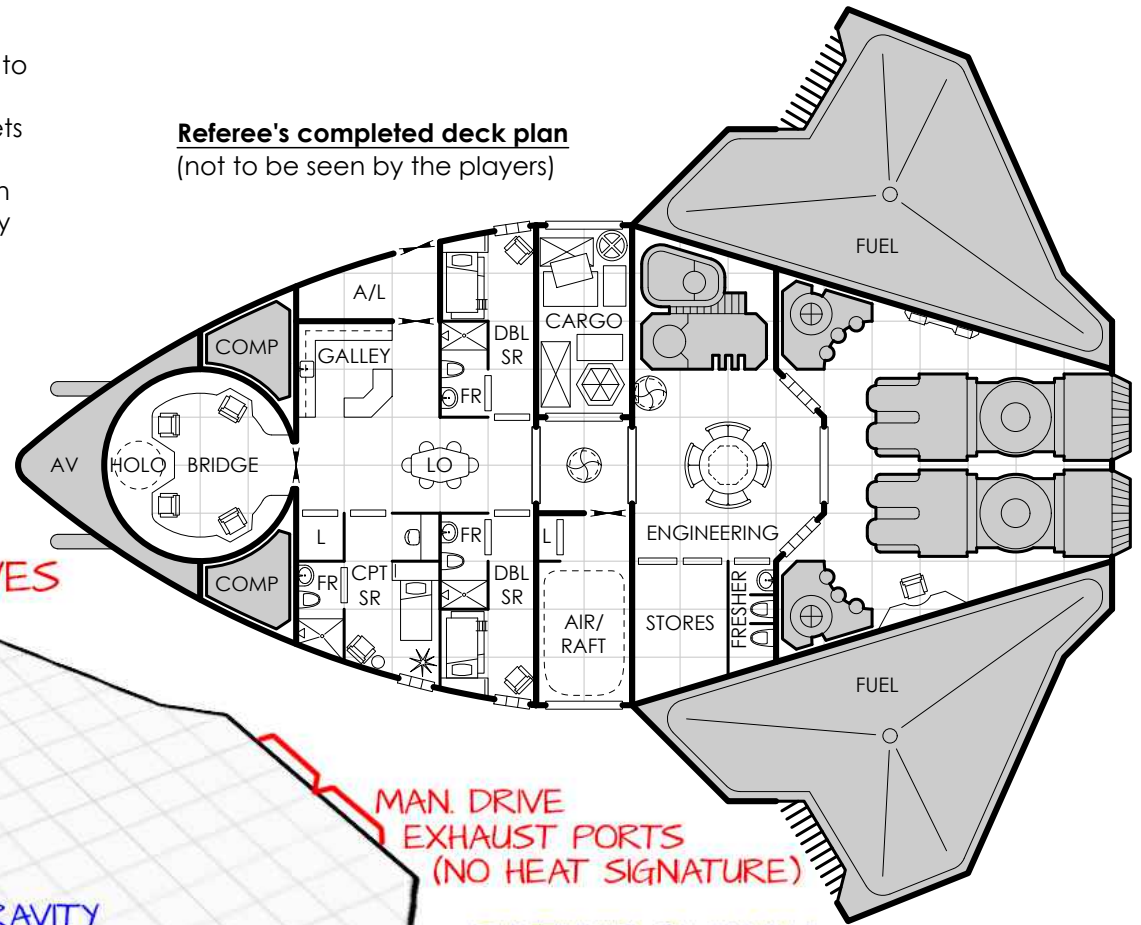 to
ets
n
y
Referee's completed deck plan
(not to be seen by the players)
FUEL
A/L
COMP
GALLEY
DBL
SR
CARGO
FR
AV
HOLO
BRIDGE
LO
ENGINEERING
L
FR
CPT
SR
COMP
FR
DBL
SR
L
AIR/
RAFT
STORES
FRESHER
FUEL
VES
MAN. DRIVE
EXHAUST PORTS
(NO HEAT SIGNATURE)
RAVITY